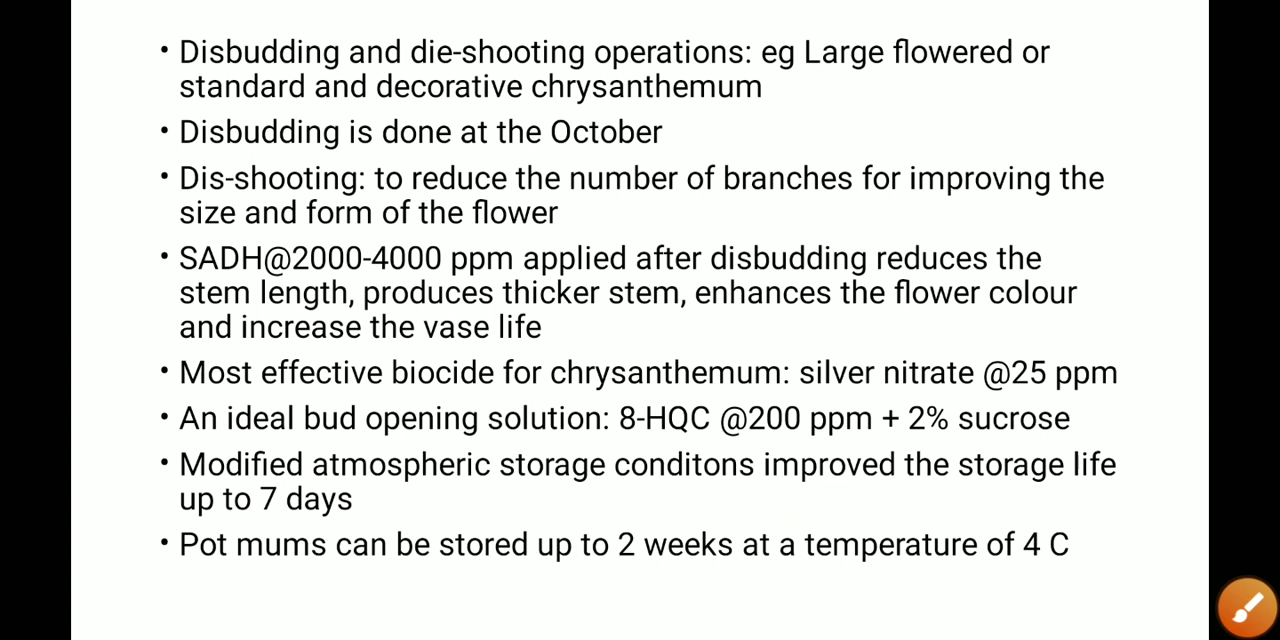 • Disbudding and die-shooting operations: eg Large flowered or
standard and decorative chrysanthemum
• Disbudding is done at the October
• Dis-shooting: to reduce the number of branches for improving the
size and form of the flower
• SADH@2000-4000 ppm applied after disbudding reduces the
stem length, produces thicker stem, enhances the flower colour
and increase the vase life
• Most effective biocide for chrysanthemum: silver nitrate @25 ppm
• An ideal bud opening solution: 8-HQC @200 ppm + 2% sucrose
• Modified atmospheric storage conditons improved the storage life
up to 7 days
• Pot mums can be stored up to 2 weeks at a temperature of 4 C